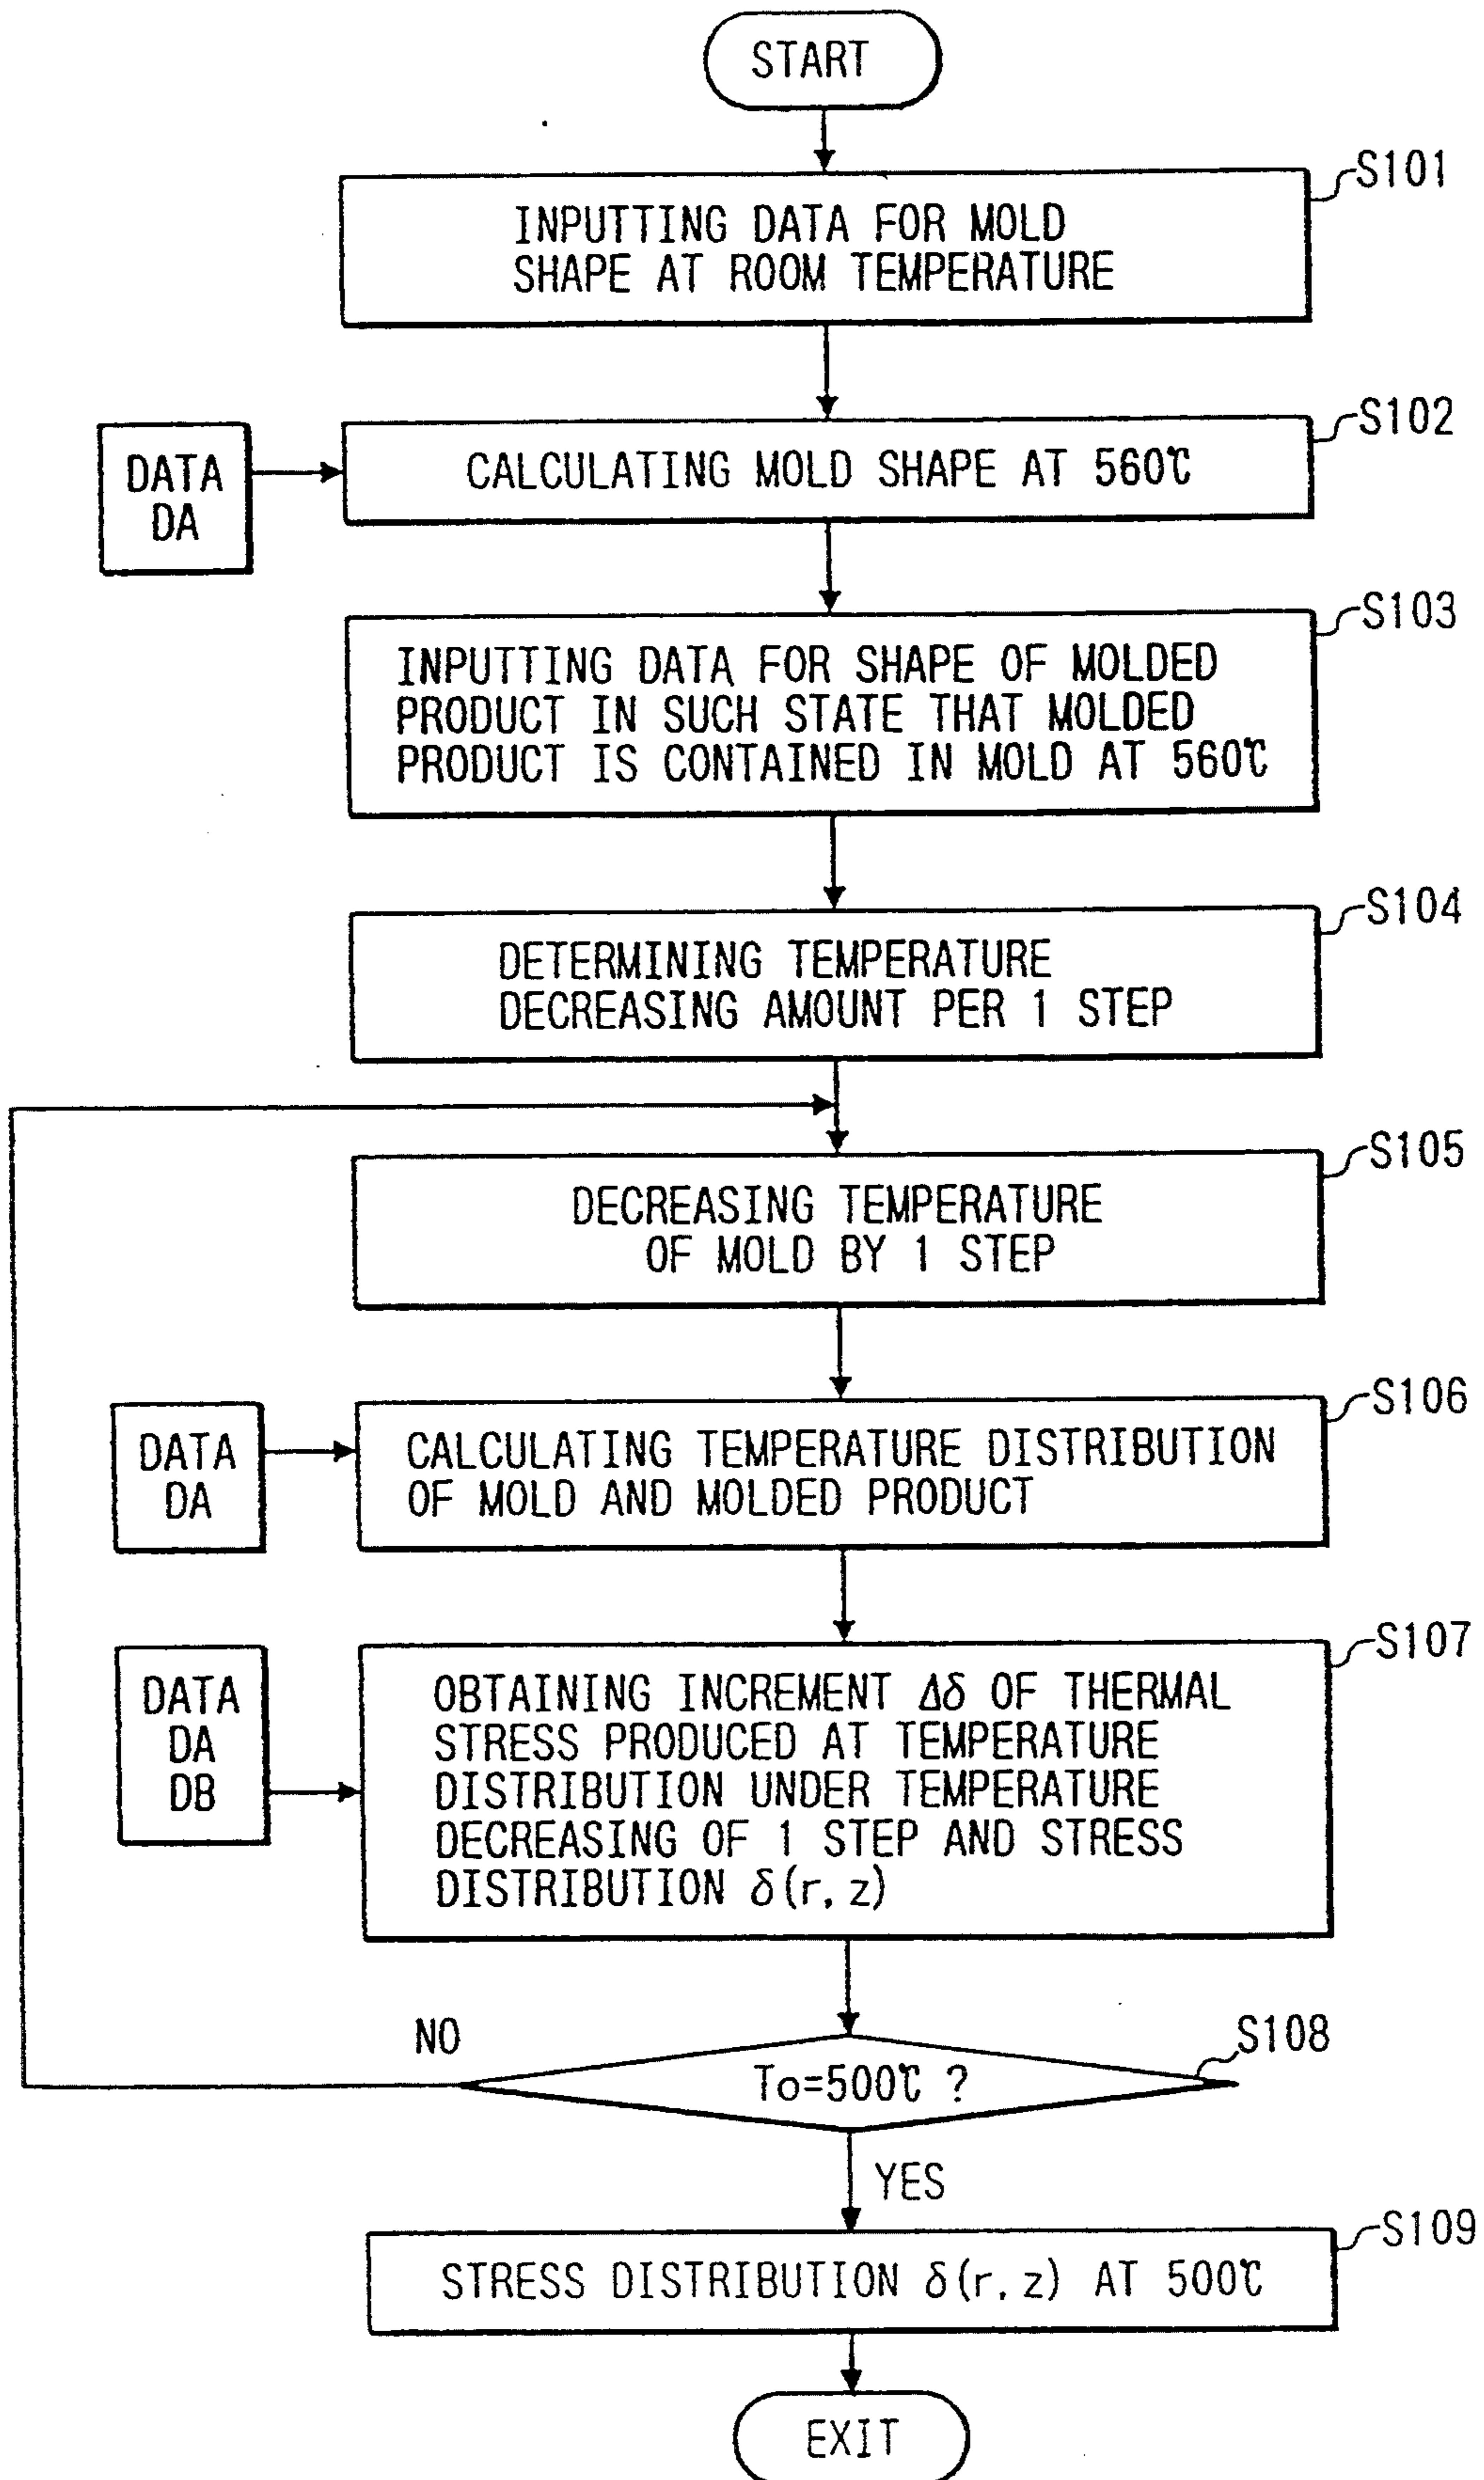 START
S101
INPUTTING DATA FOR MOLD
SHAPE AT ROOM TEMPERATURE
S102
DATA
DA
CALCULATING MOLD SHAPE AT 560℃
S103
INPUTTING DATA FOR SHAPE OF MOLDED
PRODUCT IN SUCH STATE THAT MOLDED
PRODUCT IS CONTAINED IN MOLD AT 560℃
S104
DETERMINING TEMPERATURE
DECREASING AMOUNT PER 1 STEP
S105
DECREASING TEMPERATURE
OF MOLD BY 1 STEP
S106
DATA
DA
CALCULATING TEMPERATURE DISTRIBUTION
OF MOLD AND MOLDED PRODUCT
S107
DATA
DA
DB
OBTAINING INCREMENT Δδ OF THERMAL
STRESS PRODUCED AT TEMPERATURE
DISTRIBUTION UNDER TEMPERATURE
DECREASING OF 1 STEP AND STRESS
DISTRIBUTION δ(r, z)
NO
S108
To=500℃ ?
YES
S109
STRESS DISTRIBUTION δ(r, z) AT 500℃
EXIT